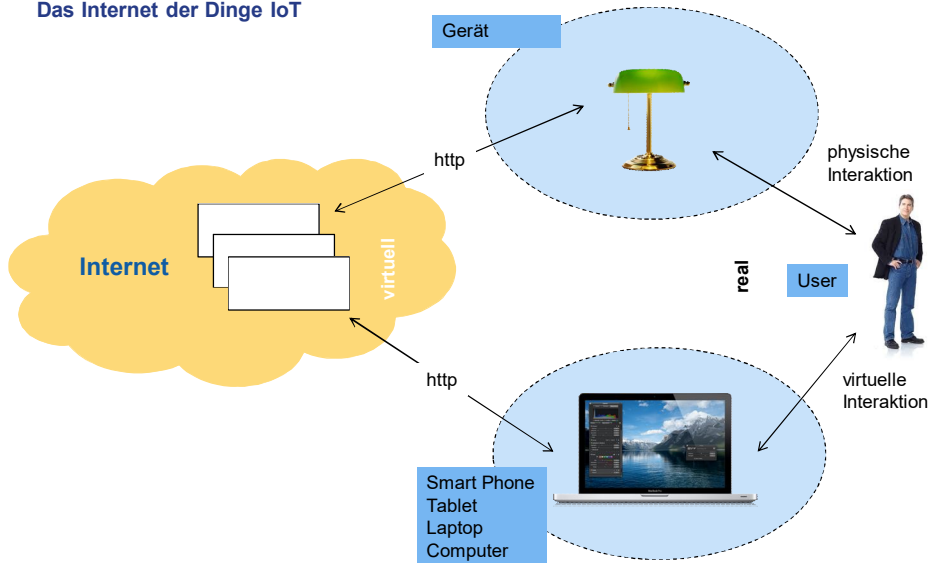 Das Internet der Dinge IoT
Gerät
http
physische
Interaktion
Internet
virtuell
real
User
http
virtuelle
Interaktion
Smart Phone
Tablet
Laptop
Computer